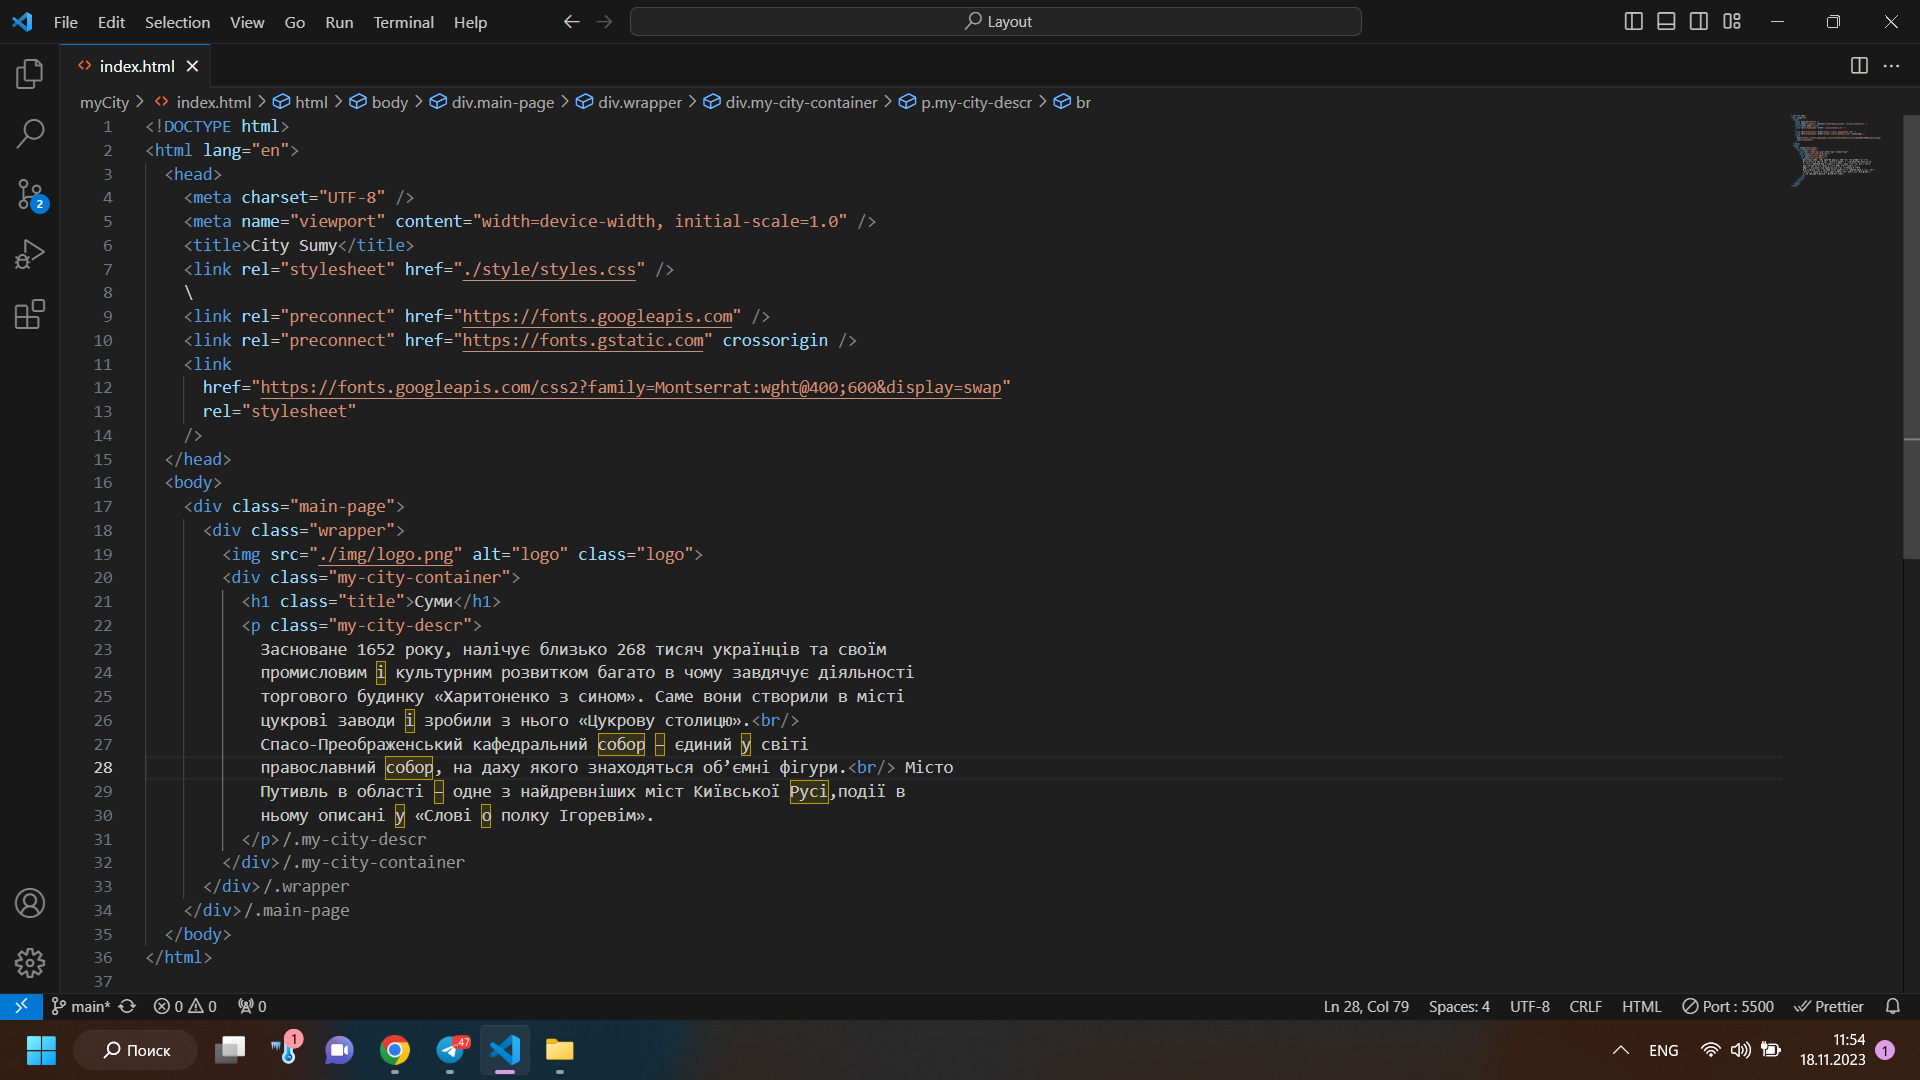 File Edit Selection View Go Run Terminal Help
Layout
index.html
myCity > index.html > html > body > div.main-page > div.wrapper > div.my-city-container > p.my-city-descr > br
1 <!DOCTYPE html>
2 <html lang="en">
3 <head>
4 <meta charset="UTF-8" />
5 <meta name="viewport" content="width=device-width, initial-scale=1.0" />
6 <title>City Sumy</title>
7 <link rel="stylesheet" href="./style/styles.css" />
8 \
9 <link rel="preconnect" href="https://fonts.googleapis.com" />
10 <link rel="preconnect" href="https://fonts.gstatic.com" crossorigin />
11 <link
12 href="https://fonts.googleapis.com/css2?family=Montserrat:wght@400;600&display=swap"
13 rel="stylesheet"
14 />
15 </head>
16 <body>
17 <div class="main-page">
18 <div class="wrapper">
19 <img src="./img/logo.png" alt="logo" class="logo">
20 <div class="my-city-container">
21 <h1 class="title">Суми</h1>
22 <p class="my-city-descr">
23 Засноване 1652 року, налічує близько 268 тисяч українців та своїм
24 промисловим і культурним розвитком багато в чому завдячує діяльності
25 торгового будинку «Харитоненко з сином». Саме вони створили в місті
26 цукрові заводи і зробили з нього «Цукрову столицю».<br/>
27 Спасо-Преображенський кафедральний собор – єдиний у світі
28 православний собор, на даху якого знаходяться об’ємні фігури.<br/> Місто
29 Путивль в області – одне з найдревніших міст Київської Русі,події в
30 ньому описані у «Слові о полку Ігоревім».
31 </p>/.my-city-descr
32 </div>/.my-city-container
33 </div>/.wrapper
34 </div>/.main-page
35 </body>
36 </html>
37
2
main* 0 0 0 Ln 28, Col 79 Spaces: 4 UTF-8 CRLF HTML Port : 5500 Prettier
Поиск 1 ..47 ENG 11:54
18.11.2023 1